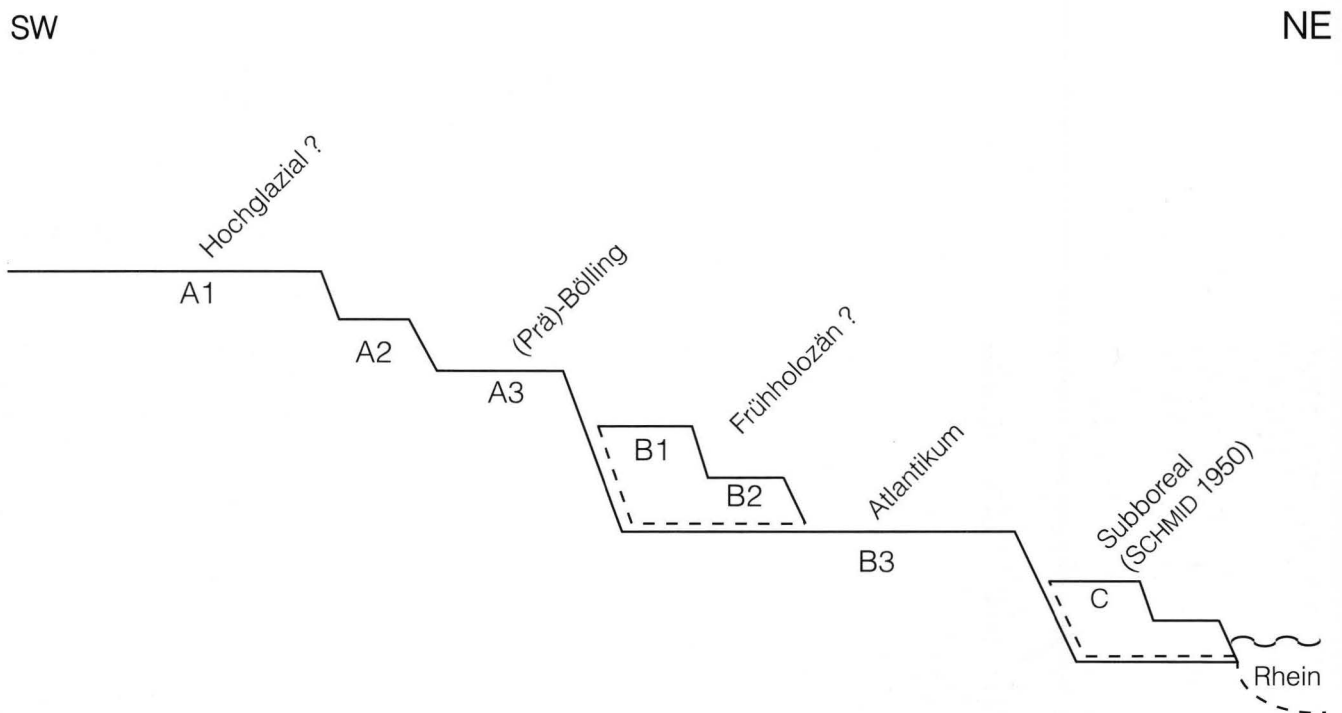 SW
NE
Hochglazial ?
A1
A2
(Prä)-Bölling
A3
B1
Frühholozän ?
B2
Atlantikum
B3
Subboreal
(SCHMID 1950)
C
Rhein